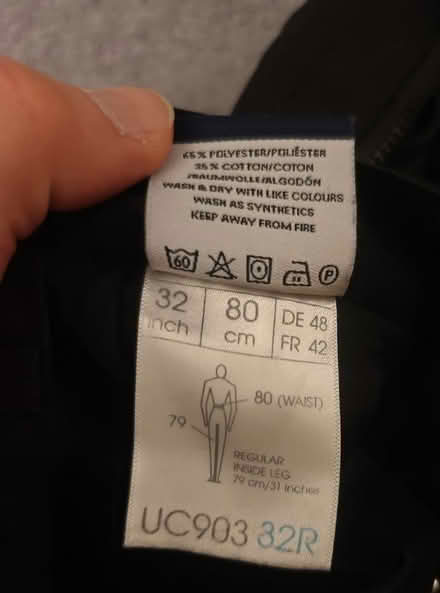 65% POLYESTER/POLIÉSTER
35% COTTON/COTON
/BAUMWOLLE/ALGODÓN
WASH & DRY WITH LIKE COLOURS
WASH AS SYNTHETICS
KEEP AWAY FROM FIRE
60 P
32 inch
80 cm
DE 48
FR 42
80 (WAIST)
79
REGULAR
INSIDE LEG
79 cm/31 inches
UC903 32R